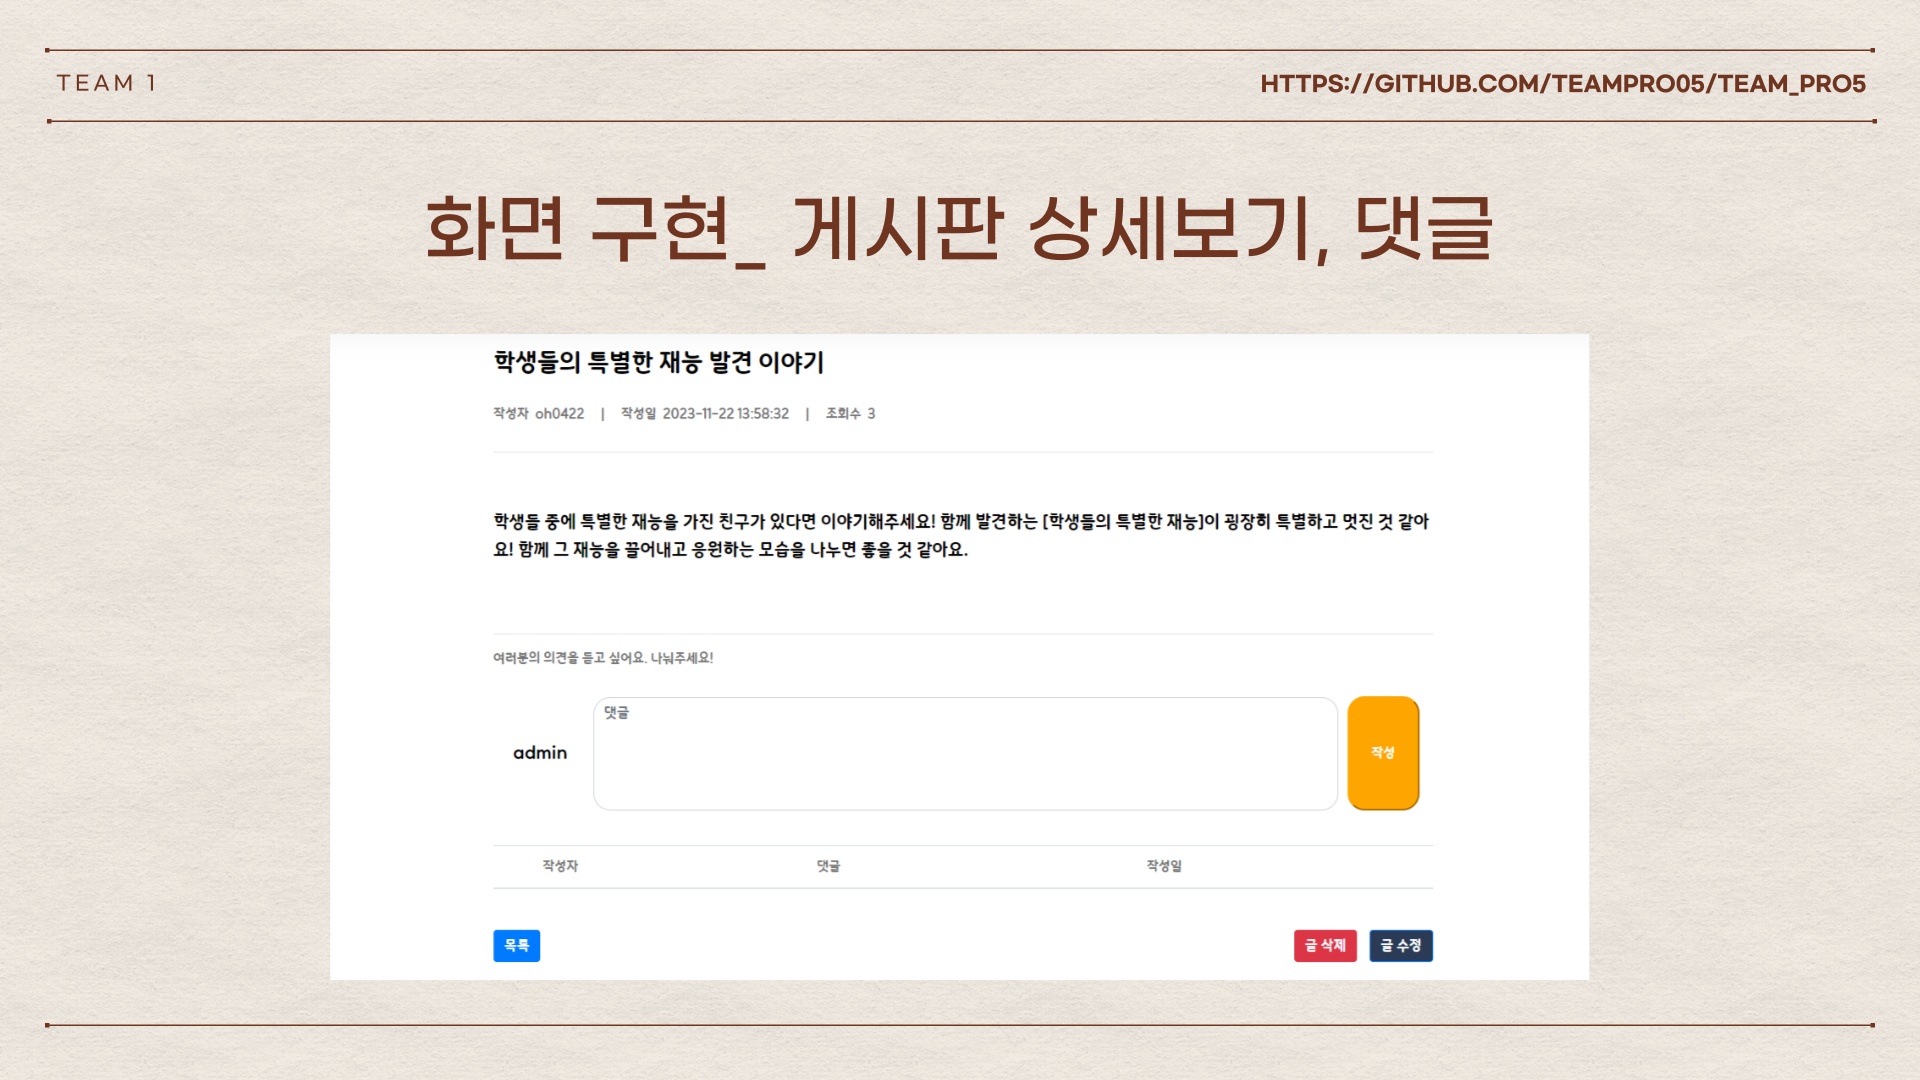 TEAM 1
HTTPS://GITHUB.COM/TEAMPRO05/TEAM_PRO5
화면 구현_ 게시판 상세보기, 댓글
학생들의 특별한 재능 발견 이야기
작성자 oh0422 | 작성일 2023-11-22 13:58:32 | 조회수 3
학생들 중에 특별한 재능을 가진 친구가 있다면 이야기해주세요! 함께 발견하는 [학생들의 특별한 재능]이 굉장히 특별하고 멋진 것 같아
요! 함께 그 재능을 끌어내고 응원하는 모습을 나누면 좋을 것 같아요.
여러분의 의견을 듣고 싶어요. 나눠주세요!
댓글
admin
작성
작성자 댓글 작성일
목록 글 삭제 글 수정